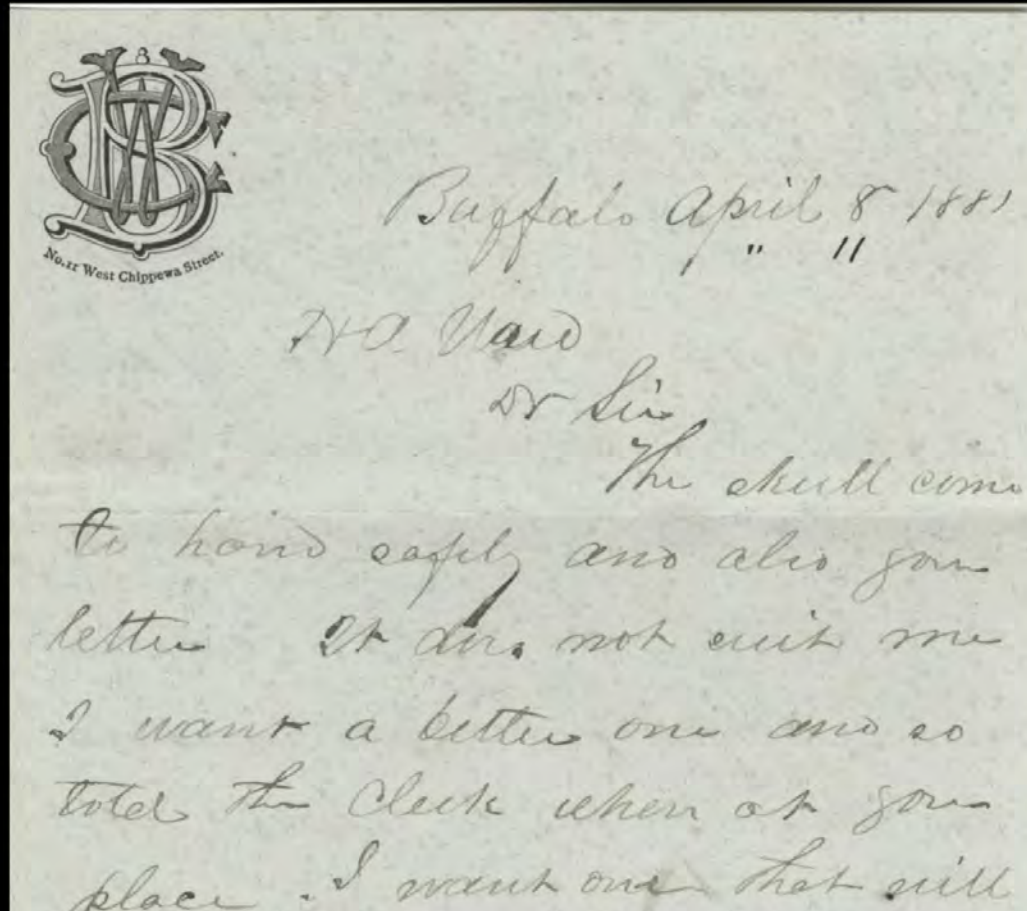 No. 11 West Chippewa Street.
Buffalo April 8 1881
" "
H A Ward
Dr Sir
The skull come
to hand safely and also your
letter It does not suit me
I want a better one and so
told the Clerk when at your
place. I want one that will